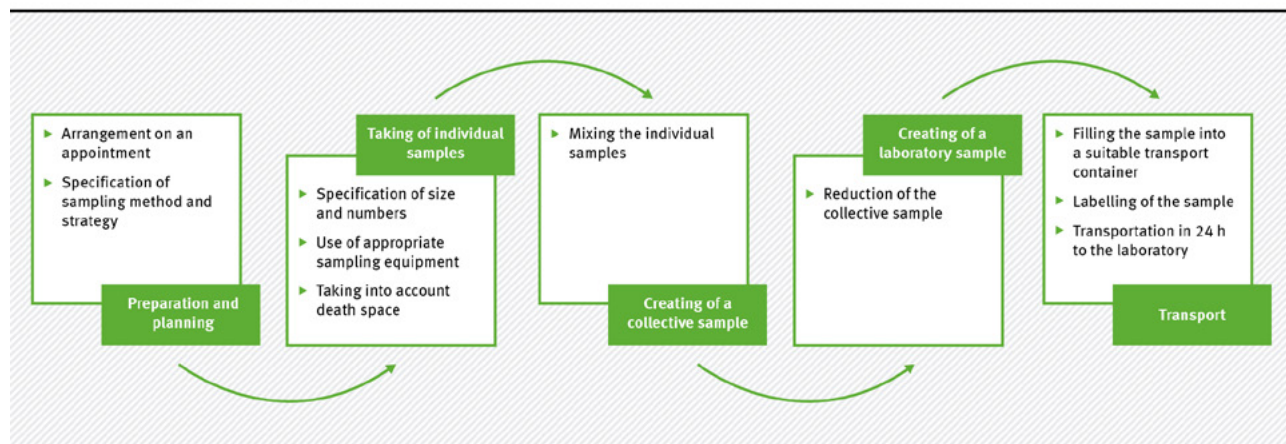 Arrangement on an
appointment
Specification of
sampling method and
strategy
Preparation and
planning
Taking of individual
samples
Specification of size
and numbers
Use of appropriate
sampling equipment
Taking into account
death space
Mixing the individual
samples
Creating of a
collective sample
Creating of a
laboratory sample
Reduction of the
collective sample
Filling the sample into
a suitable transport
container
Labelling of the sample
Transportation in 24 h
to the laboratory
Transport